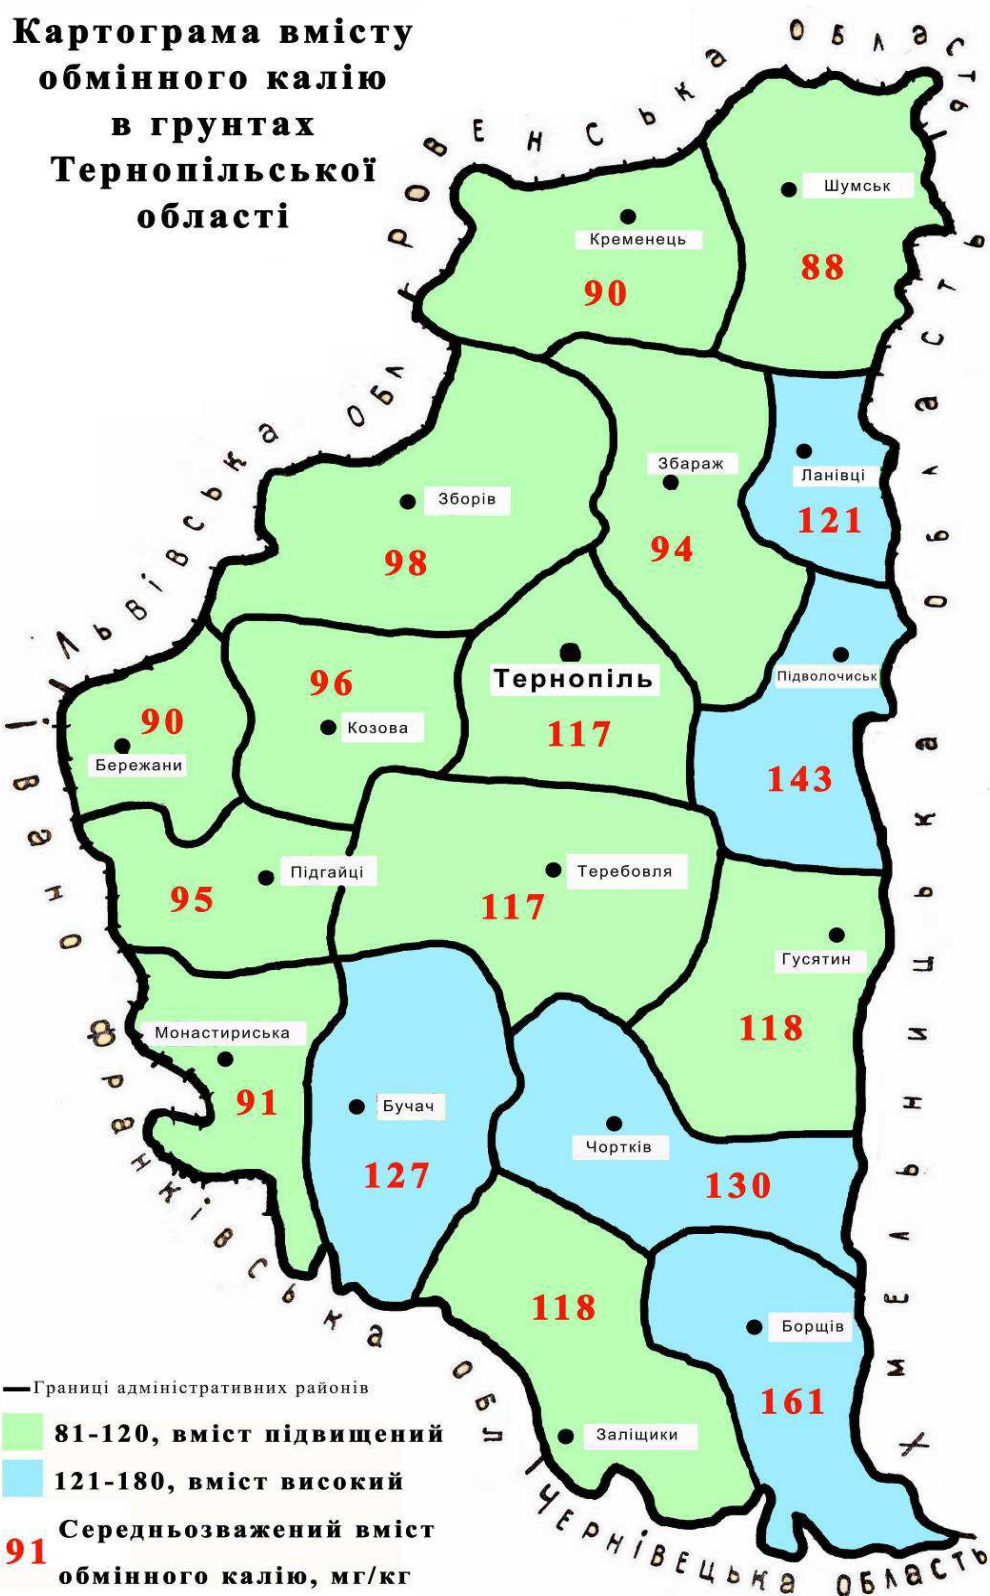 Картограма вмісту
обмінного калію
в грунтах
Тернопільської
області
РОВЕНСЬКА ОБЛАСТЬ
Шумськ
88
Кременець
90
ЛЬВІВСЬКА ОБЛ
Ланівці
121
Збараж
94
Зборів
98
Підволочиськ
143
Тернопіль
117
96
Козова
90
Бережани
Підгайці
95
Теребовля
117
Гусятин
118
Монастириська
91
Бучач
127
Чортків
130
118
Заліщики
Борщів
161
ІВАНО ФРАНКІВСЬКА ОБЛ
ХМЕЛЬНИЦЬКА ОБЛАСТЬ
ЧЕРНІВЕЦЬКА ОБЛАСТЬ
Границі адміністративних районів
81-120, вміст підвищений
121-180, вміст високий
91 Середньозважений вміст
обмінного калію, мг/кг